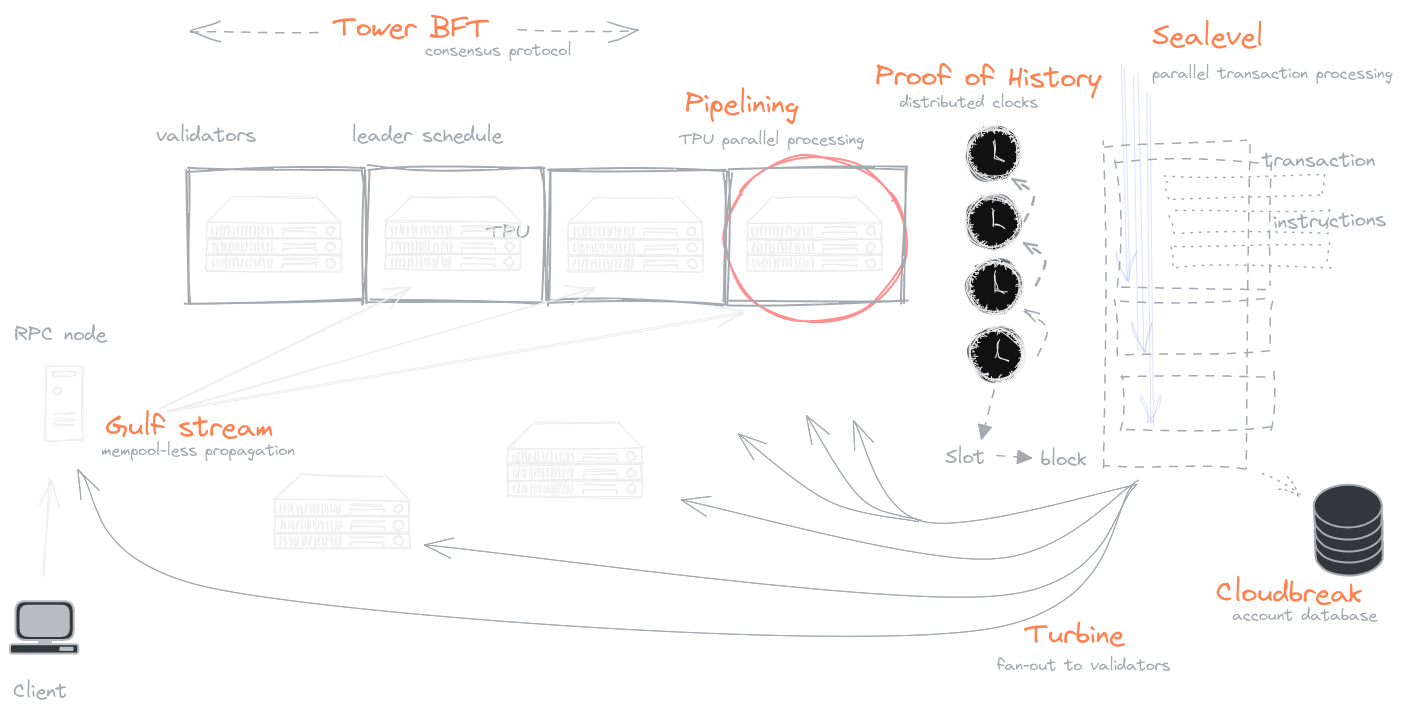 Tower BFT
consensus protocol
Sealevel
parallel transaction processing
Proof of History
distributed clocks
Pipelining
TPU parallel processing
validators
leader schedule
transaction
instructions
TPU
RPC node
Gulf stream
mempool-less propagation
Slot
block
Cloudbreak
account database
Turbine
fan-out to validators
Client